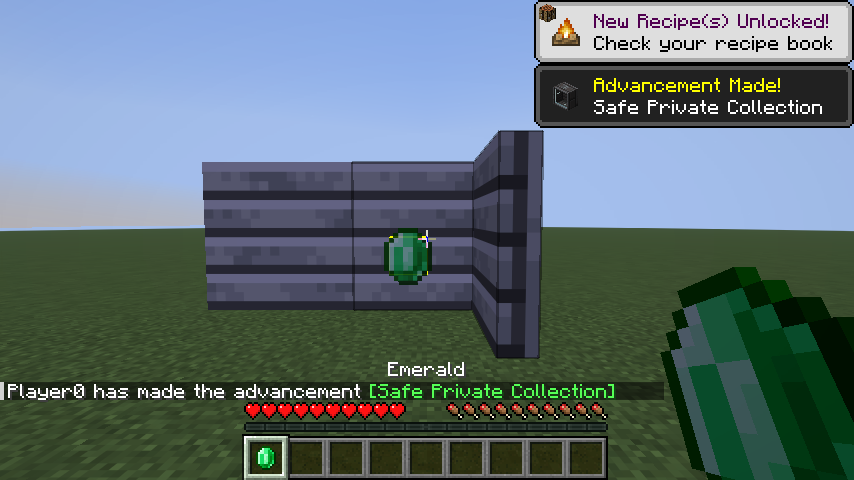 New Recipe(s) Unlocked!
Check your recipe book
Advancement Made!
Safe Private Collection
Emerald
Player0 has made the advancement [Safe Private Collection]